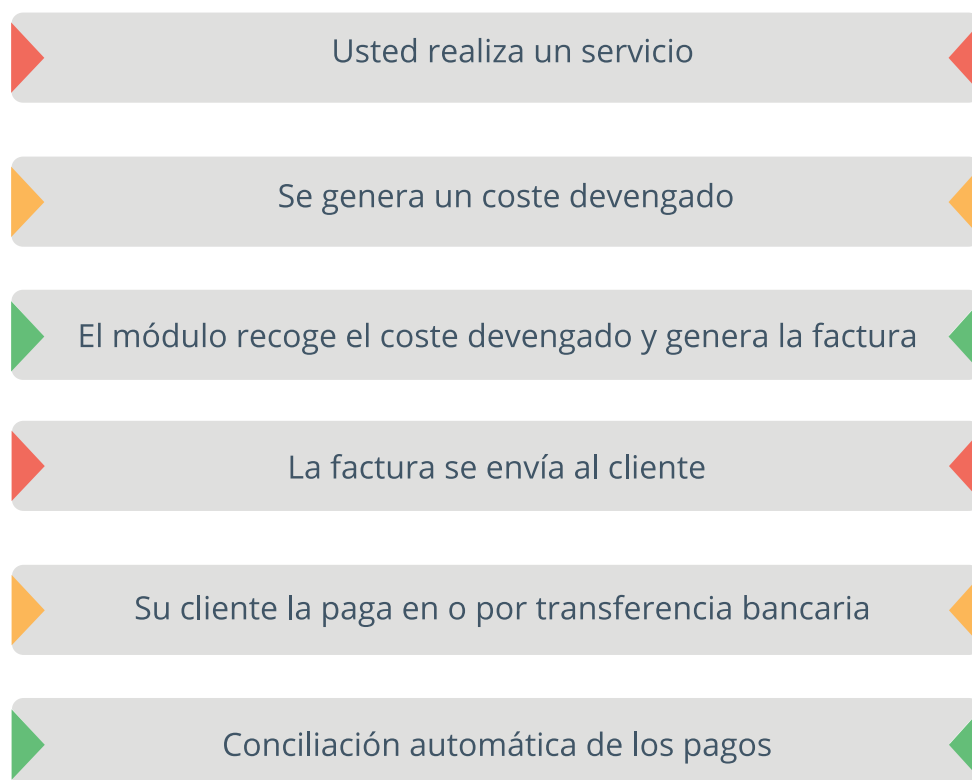 Usted realiza un servicio
Se genera un coste devengado
El módulo recoge el coste devengado y genera la factura
La factura se envía al cliente
Su cliente la paga en o por transferencia bancaria
Conciliación automática de los pagos